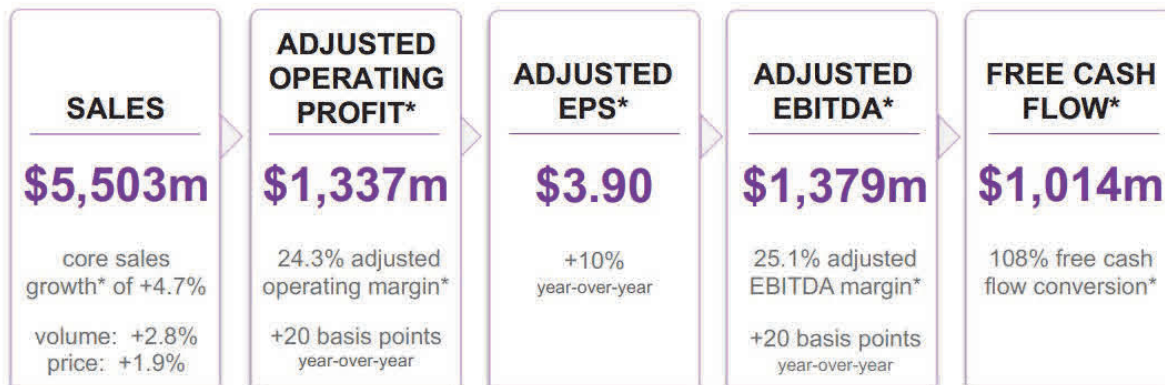 SALES
$5,503m
core sales
growth* of +4.7%
volume: +2.8%
price: +1.9%
ADJUSTED
OPERATING
PROFIT*
$1,337m
24.3% adjusted
operating margin*
+20 basis points
year-over-year
ADJUSTED
EPS*
$3.90
+10%
year-over-year
ADJUSTED
EBITDA*
$1,379m
25.1% adjusted
EBITDA margin*
+20 basis points
year-over-year
FREE CASH
FLOW*
$1,014m
108% free cash
flow conversion*